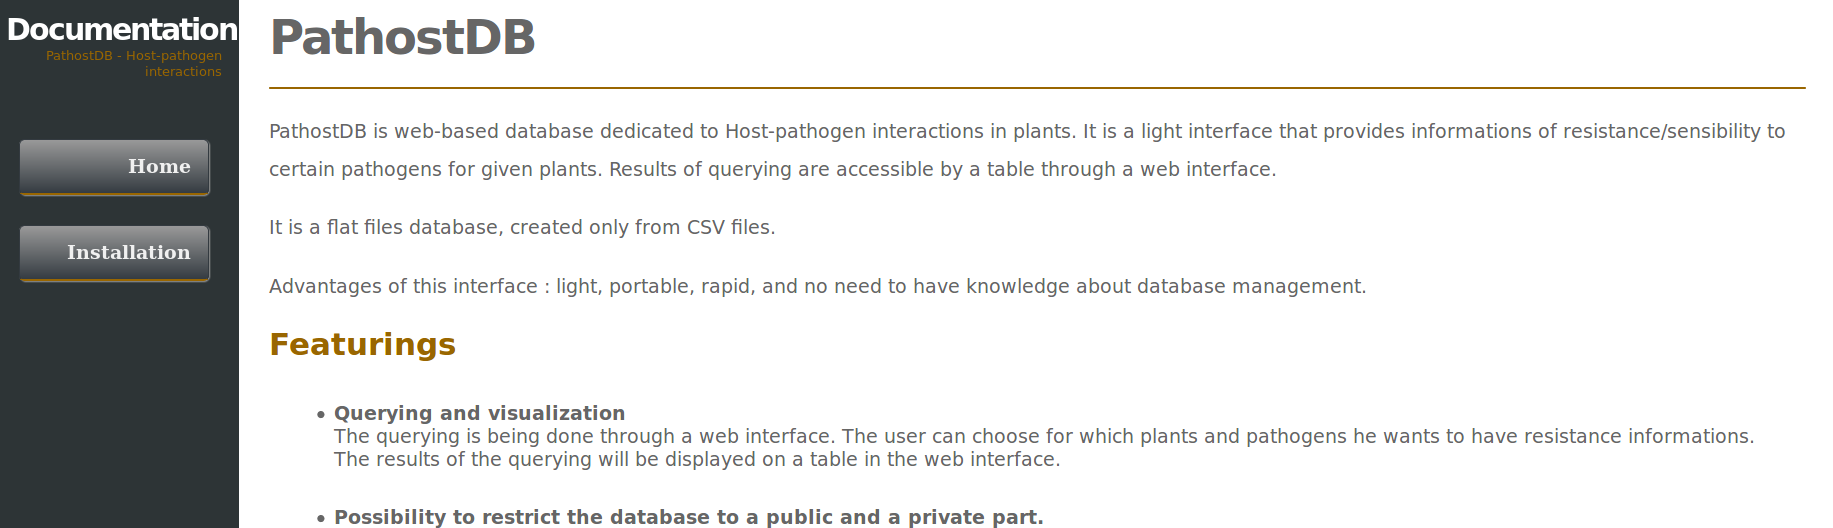 Documentation
PathostDB - Host-pathogen
interactions
Home
Installation
PathostDB
PathostDB is web-based database dedicated to Host-pathogen interactions in plants. It is a light interface that provides informations of resistance/sensibility to
certain pathogens for given plants. Results of querying are accessible by a table through a web interface.
It is a flat files database, created only from CSV files.
Advantages of this interface : light, portable, rapid, and no need to have knowledge about database management.
Featurings
• Querying and visualization
The querying is being done through a web interface. The user can choose for which plants and pathogens he wants to have resistance informations.
The results of the querying will be displayed on a table in the web interface.
• Possibility to restrict the database to a public and a private part.